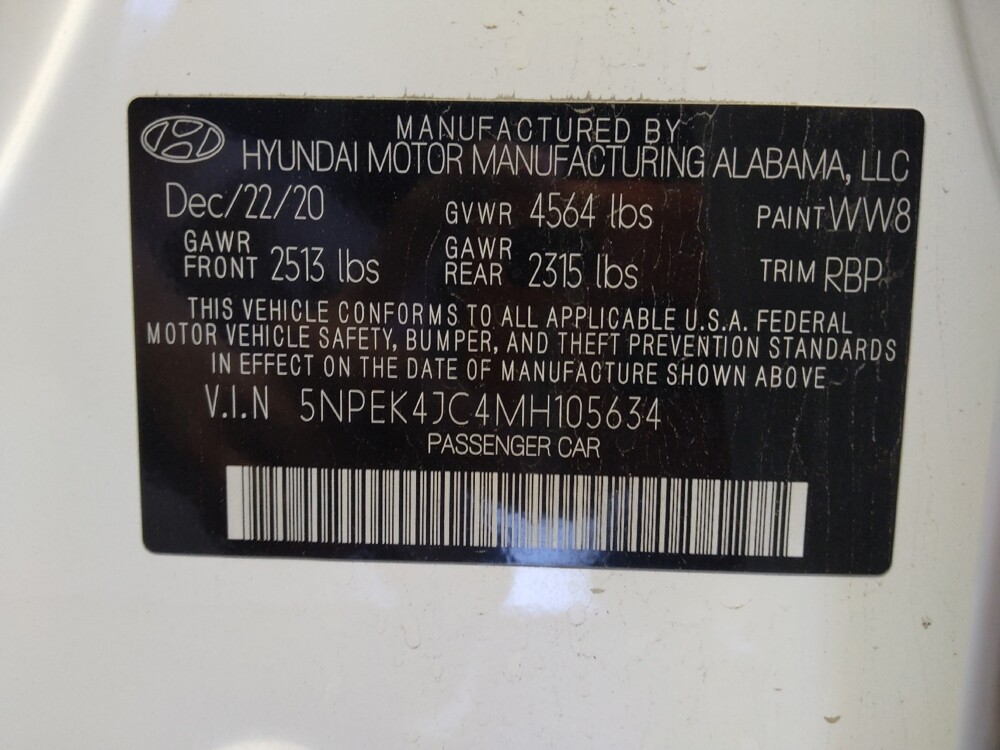 MANUFACTURED BY
HYUNDAI MOTOR MANUFACTURING ALABAMA, LLC
Dec/22/20 GVWR 4564 lbs PAINT WW8
GAWR FRONT 2513 lbs GAWR REAR 2315 lbs TRIM RBP
THIS VEHICLE CONFORMS TO ALL APPLICABLE U.S.A. FEDERAL
MOTOR VEHICLE SAFETY, BUMPER, AND THEFT PREVENTION STANDARDS
IN EFFECT ON THE DATE OF MANUFACTURE SHOWN ABOVE
V.I.N 5NPEK4JC4MH105634
PASSENGER CAR